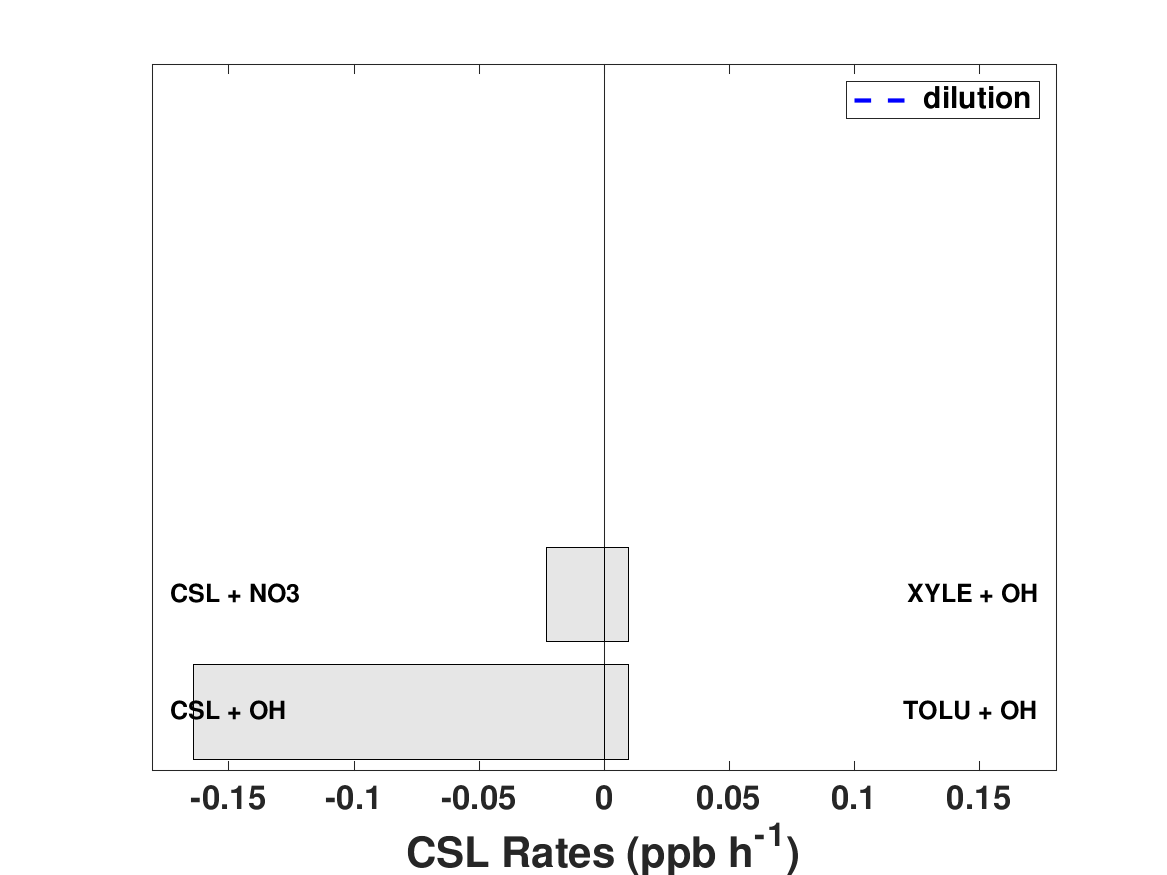 dilution
CSL + NO3
XYLE + OH
CSL + OH
TOLU + OH
-0.15 -0.1 -0.05 0 0.05 0.1 0.15
CSL Rates (ppb h-1)